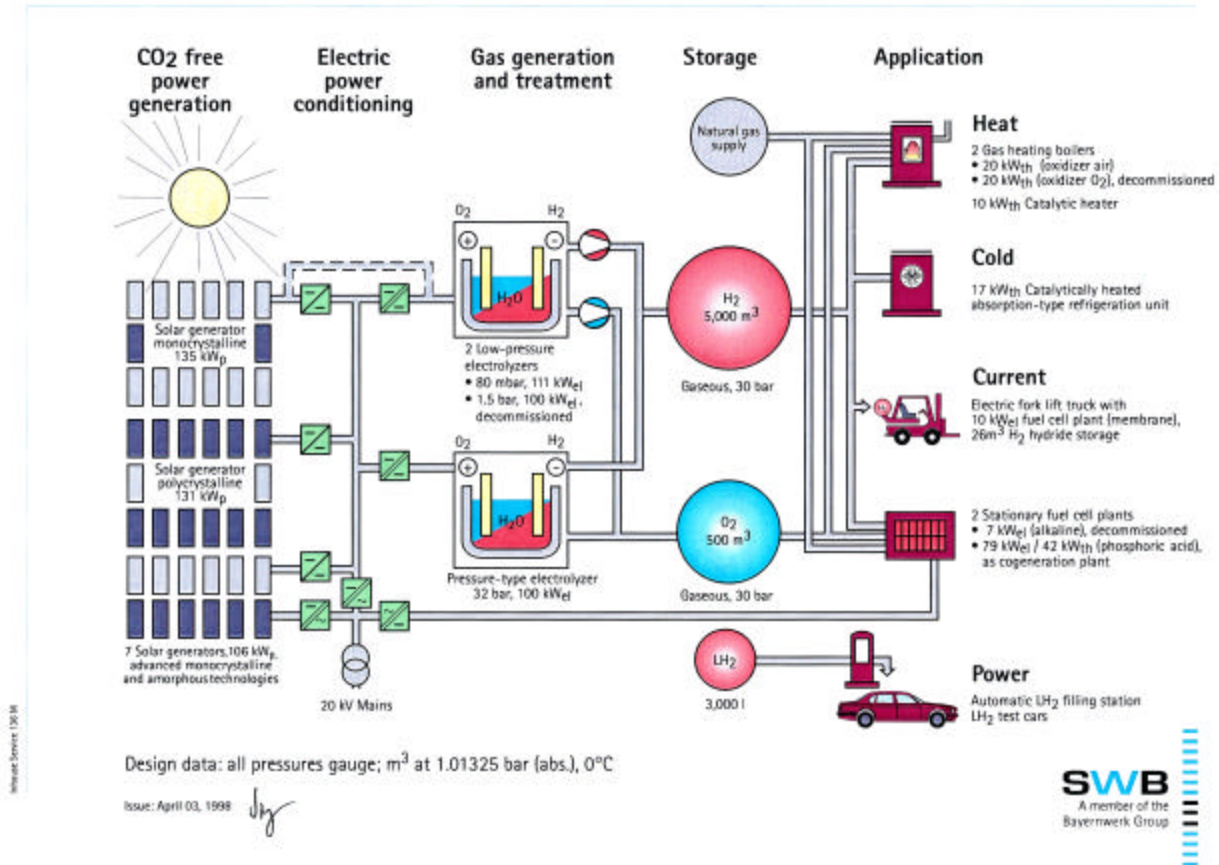 CO2 free
power
generation
Electric
power
conditioning
Gas generation
and treatment
Storage
Application
Natural gas
supply
Heat
2 Gas heating boilers
• 20 kWth (oxidizer air)
• 20 kWth (oxidizer O2), decommissioned
10 kWth Catalytic heater
O2
H2
+
−
H2O
2 Low-pressure
electrolyzers
• 80 mbar, 111 kWel
• 1.5 bar, 100 kWel,
decommissioned
H2
5,000 m3
Gaseous, 30 bar
Cold
17 kWth Catalytically heated
absorption-type refrigeration unit
Solar generator
monocrystalline
135 kWp
Current
Electric fork lift truck with
10 kWel fuel cell plant (membrane),
26m3 H2 hydride storage
Solar generator
polycrystalline
131 kWp
O2
H2
+
−
H2O
Pressure-type electrolyzer
32 bar, 100 kWel
O2
500 m3
Gaseous, 30 bar
2 Stationary fuel cell plants
• 7 kWel (alkaline), decommissioned
• 79 kWel / 42 kWth (phosphoric acid),
as cogeneration plant
7 Solar generators, 106 kWp,
advanced monocrystalline
and amorphous technologies
20 kV Mains
LH2
3,000 l
Power
Automatic LH2 filling station
LH2 test cars
Design data: all pressures gauge; m3 at 1.01325 bar (abs.), 0°C
Issue: April 03, 1998
SWB
A member of the
Bayernwerk Group
Inhouse Service